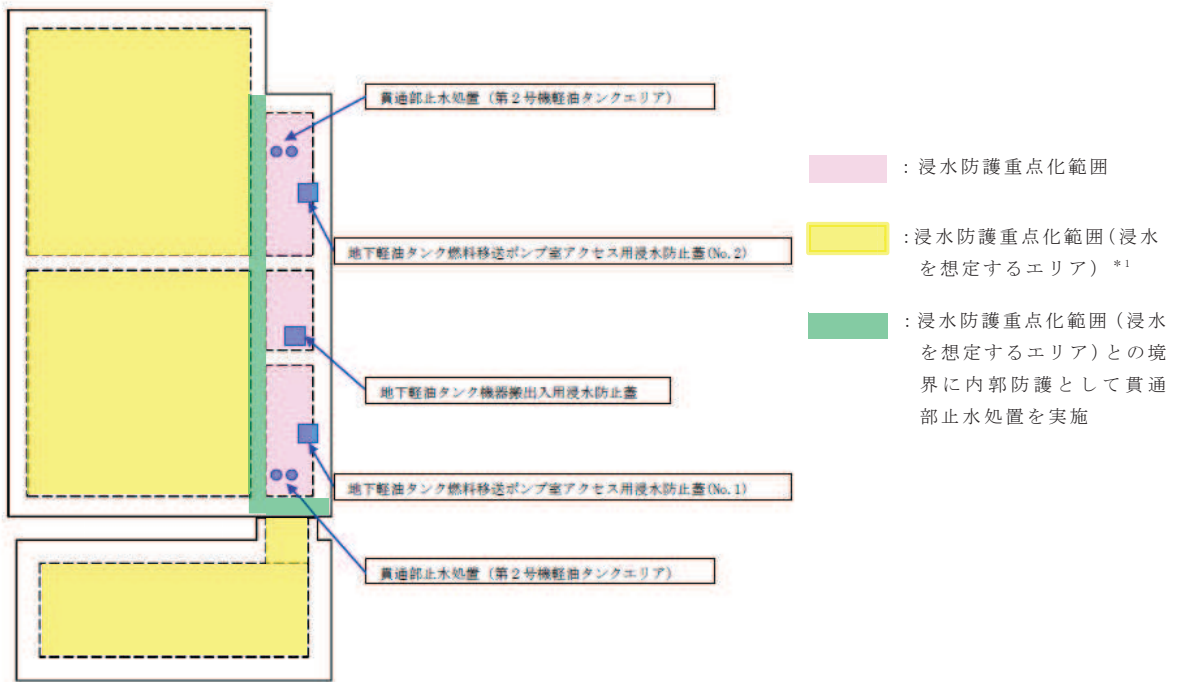 貫通部止水処置（第２号機軽油タンクエリア）
地下軽油タンク燃料移送ポンプ室アクセス用浸水防止蓋(No.2)
地下軽油タンク機器搬出入用浸水防止蓋
地下軽油タンク燃料移送ポンプ室アクセス用浸水防止蓋(No.1)
貫通部止水処置（第２号機軽油タンクエリア）
：浸水防護重点化範囲
：浸水防護重点化範囲（浸水
を想定するエリア）*1
：浸水防護重点化範囲（浸水
を想定するエリア）との境
界に内郭防護として貫通
部止水処置を実施